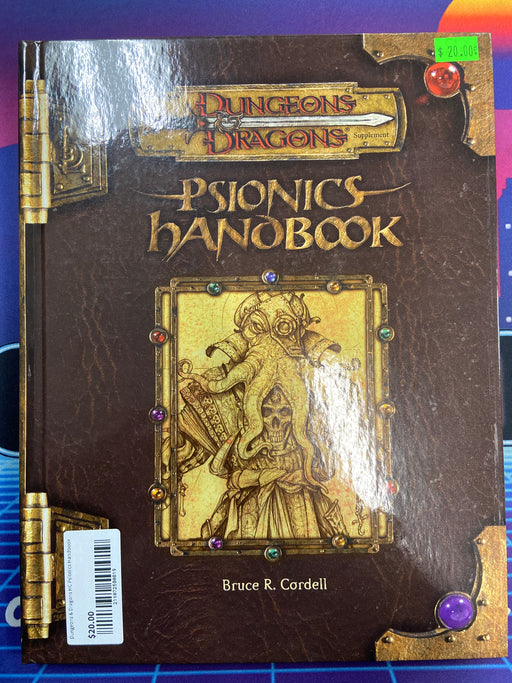 $ 20.00
DUNGEONS
& DRAGONS
Supplement
PSIONICS
HANDBOOK
Bruce R. Cordell
$20.00